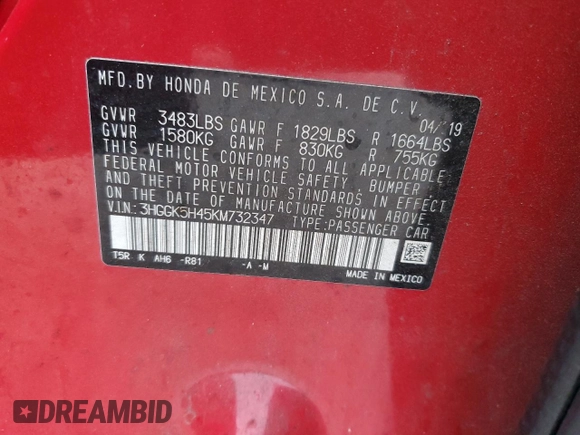 MFD.BY HONDA DE MEXICO S.A. DE C.V.
04/19
GVWR 3483LBS GAWR F 1829LBS R 1664LBS
GVWR 1580KG GAWR F 830KG R 755KG
THIS VEHICLE CONFORMS TO ALL APPLICABLE
FEDERAL MOTOR VEHICLE SAFETY, BUMPER
AND THEFT PREVENTION STANDARDS IN EFFECT
ON THE DATE OF MANUFACTURE SHOWN ABOVE.
V.I.N.:3HGGK5H45KM732347 TYPE:PASSENGER CAR
T5R K AH6 -R81 -A -M
MADE IN MEXICO
DREAMBID